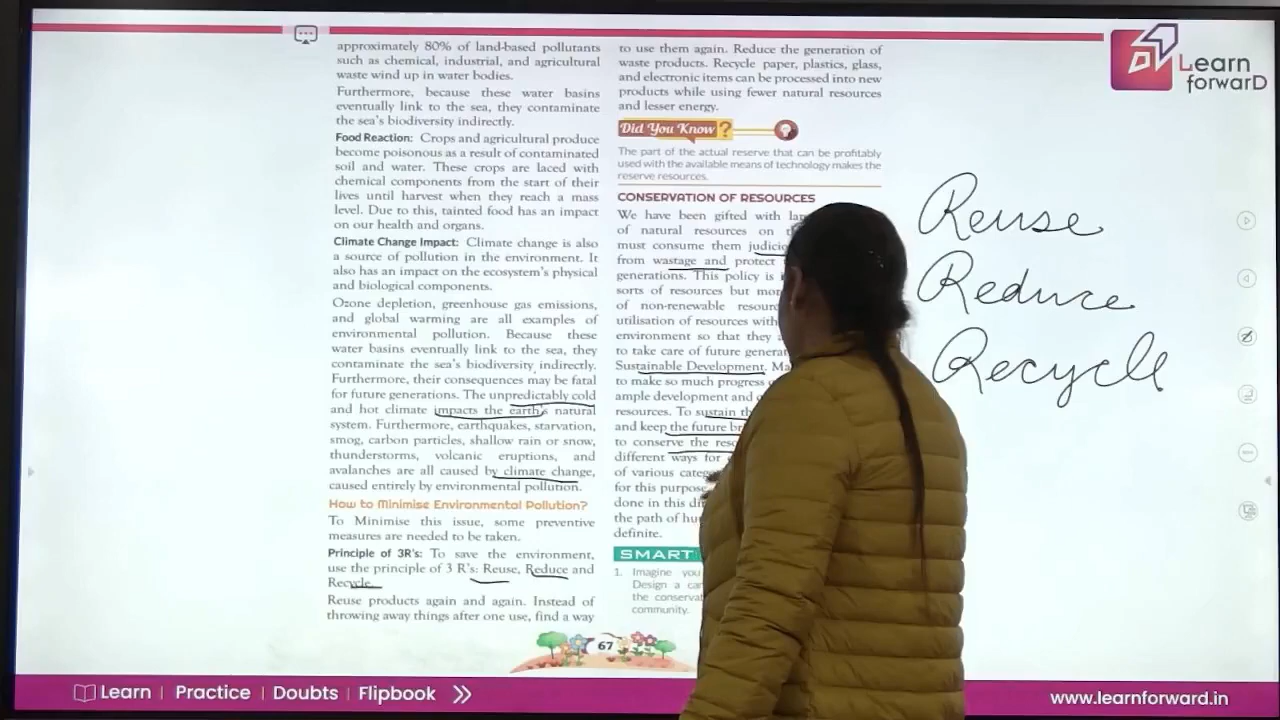 approximately 80% of land-based pollutants
such as chemical, industrial, and agricultural
waste wind up in water bodies.
Furthermore, because these water basins
eventually link to the sea, they contaminate
the sea's biodiversity indirectly.
Food Reaction: Crops and agricultural produce
become poisonous as a result of contaminated
soil and water. These crops are laced with
chemical components from the start of their
lives until harvest when they reach a mass
level. Due to this, tainted food has an impact
on our health and organs.
Climate Change Impact: Climate change is also
a source of pollution in the environment. It
also has an impact on the ecosystem's physical
and biological components.
Ozone depletion, greenhouse gas emissions,
and global warming are all examples of
environmental pollution. Because these
water basins eventually link to the sea, they
contaminate the sea's biodiversity indirectly.
Furthermore, their consequences may be fatal
for future generations. The unpredictably cold
and hot climate impacts the earth's natural
system. Furthermore, earthquakes, starvation,
smog, carbon particles, shallow rain or snow,
thunderstorms, volcanic eruptions, and
avalanches are all caused by climate change,
caused entirely by environmental pollution.
How to Minimise Environmental Pollution?
To Minimise this issue, some preventive
measures are needed to be taken.
Principle of 3R's: To save the environment,
use the principle of 3 R's: Reuse, Reduce and
Recycle.
Reuse products again and again. Instead of
throwing away things after one use, find a way
to use them again. Reduce the generation of
waste products. Recycle paper, plastics, glass,
and electronic items can be processed into new
products while using fewer natural resources
and lesser energy.
Did You Know ?
The part of the actual reserve that can be profitably
used with the available means of technology makes the
reserve resources.
CONSERVATION OF RESOURCES
We have been gifted with
of natural resources on
must consume them
from wastage and protect
generations. This policy is
sorts of resources but
of non-renewable
utilisation of resources
environment so that they
to take care of future
Sustainable Development.
to make so much progress
ample development and
resources. To sustain
and keep the future
to conserve the
different ways for
of various
for this purpose
done in this
the path of
definite.
SMART
1. Imagine you
Design a
the
community.
67
Reuse
Reduce
Recycle
Learn
forwarD
Learn | Practice | Doubts | Flipbook
www.learnforward.in